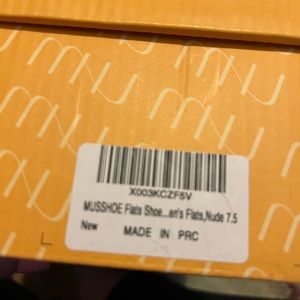 X003KCZF5V
MUSSHOE Flats Shoe...en's Flats,Nude 7.5
New MADE IN PRC